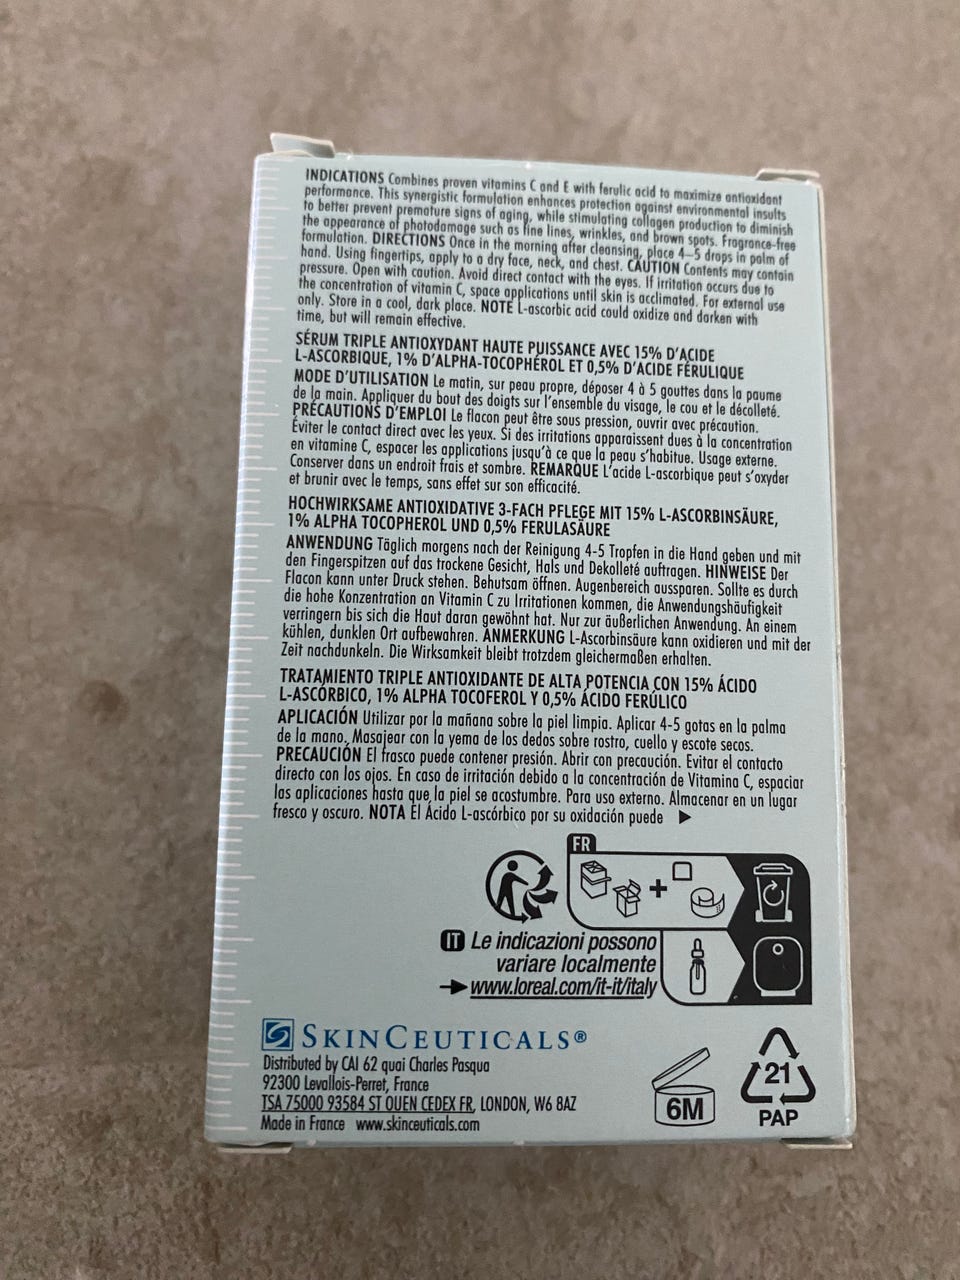 INDICATIONS Combines proven vitamins C and E with ferulic acid to maximize antioxidant
performance. This synergistic formulation enhances protection against environmental insults
to better prevent premature signs of aging, while stimulating collagen production to diminish
the appearance of photodamage such as fine lines, wrinkles, and brown spots. Fragrance-free
formulation. DIRECTIONS Once in the morning after cleansing, place 4–5 drops in palm of
hand. Using fingertips, apply to a dry face, neck, and chest. CAUTION Contents may contain
pressure. Open with caution. Avoid direct contact with the eyes. If irritation occurs due to
the concentration of vitamin C, space applications until skin is acclimated. For external use
only. Store in a cool, dark place. NOTE L-ascorbic acid could oxidize and darken with
time, but will remain effective.
SÉRUM TRIPLE ANTIOXYDANT HAUTE PUISSANCE AVEC 15% D'ACIDE
L-ASCORBIQUE, 1% D'ALPHA-TOCOPHÉROL ET 0,5% D'ACIDE FÉRULIQUE
MODE D'UTILISATION Le matin, sur peau propre, déposer 4 à 5 gouttes dans la paume
de la main. Appliquer du bout des doigts sur l'ensemble du visage, le cou et le décolleté.
PRÉCAUTIONS D'EMPLOI Le flacon peut être sous pression, ouvrir avec précaution.
Éviter le contact direct avec les yeux. Si des irritations apparaissent dues à la concentration
en vitamine C, espacer les applications jusqu'à ce que la peau s'habitue. Usage externe.
Conserver dans un endroit frais et sombre. REMARQUE L'acide L-ascorbique peut s'oxyder
et brunir avec le temps, sans effet sur son efficacité.
HOCHWIRKSAME ANTIOXIDATIVE 3-FACH PFLEGE MIT 15% L-ASCORBINSÄURE,
1% ALPHA TOCOPHEROL UND 0,5% FERULASÄURE
ANWENDUNG Täglich morgens nach der Reinigung 4-5 Tropfen in die Hand geben und mit
den Fingerspitzen auf das trockene Gesicht, Hals und Dekolleté auftragen. HINWEISE Der
Flacon kann unter Druck stehen. Behutsam öffnen. Augenbereich aussparen. Sollte es durch
die hohe Konzentration an Vitamin C zu Irritationen kommen, die Anwendungshäufigkeit
verringern bis sich die Haut daran gewöhnt hat. Nur zur äußerlichen Anwendung. An einem
kühlen, dunklen Ort aufbewahren. ANMERKUNG L-Ascorbinsäure kann oxidieren und mit der
Zeit nachdunkeln. Die Wirksamkeit bleibt trotzdem gleichermaßen erhalten.
TRATAMIENTO TRIPLE ANTIOXIDANTE DE ALTA POTENCIA CON 15% ÁCIDO
L-ASCÓRBICO, 1% ALPHA TOCOFEROL Y 0,5% ÁCIDO FERÚLICO
APLICACIÓN Utilizar por la mañana sobre la piel limpia. Aplicar 4-5 gotas en la palma
de la mano. Masajear con la yema de los dedos sobre rostro, cuello y escote secos.
PRECAUCIÓN El frasco puede contener presión. Abrir con precaución. Evitar el contacto
directo con los ojos. En caso de irritación debido a la concentración de Vitamina C, espaciar
las aplicaciones hasta que la piel se acostumbre. Para uso externo. Almacenar en un lugar
fresco y oscuro. NOTA El Ácido L-ascórbico por su oxidación puede ▶
FR
+
IT Le indicazioni possono
variare localmente
→ www.loreal.com/it-it/italy
SKINCEUTICALS®
Distributed by CAI 62 quai Charles Pasqua
92300 Levallois-Perret, France
TSA 75000 93584 ST OUEN CEDEX FR, LONDON, W6 8AZ
Made in France www.skinceuticals.com
6M
21
PAP